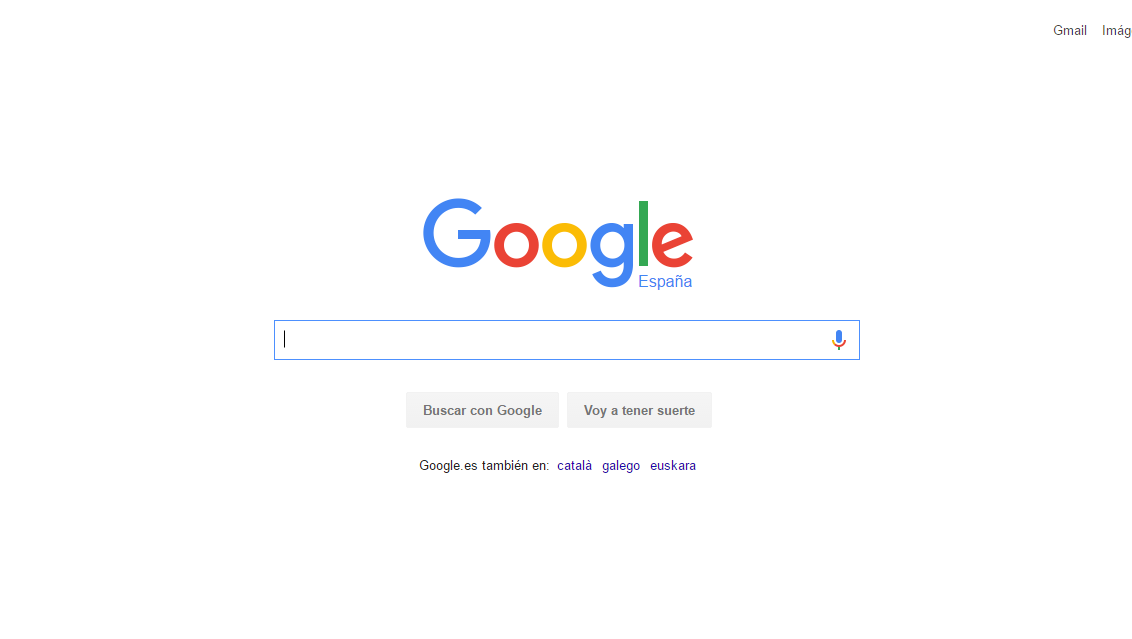 Gmail Imág
Google
España
Buscar con Google Voy a tener suerte
Google.es también en: català galego euskara